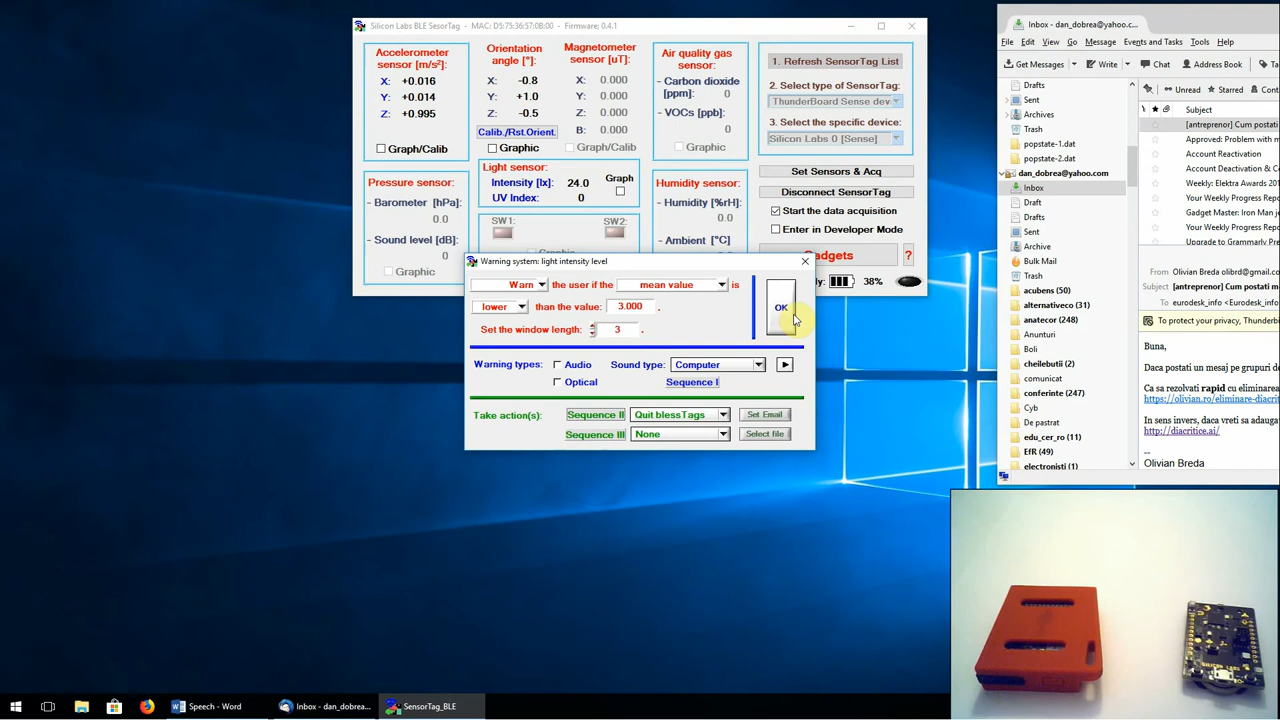 Silicon Labs BLE SesorTag - MAC: D5:75:36:57:0B:00 - Firmware: 0.4.1
Accelerometer
sensor [m/s²]
X: +0.016
Y: +0.014
Z: +0.995
Graph/Calib
Orientation
angle [°]:
X: -0.8
Y: +1.0
Z: -0.5
Calib./Rst.Orient.
Graphic
Magnetometer
sensor [uT]
X: 0.000
Y: 0.000
Z: 0.000
B: 0.000
Graph/Calib
Air quality gas
sensor:
- Carbon dioxide
[ppm] 0
- VOCs [ppb]
0
Graphic
1. Refresh SensorTag List
2. Select type of SensorTag:
ThunderBoard Sense dev
3. Select the specific device:
Silicon Labs 0 [Sense]
Pressure sensor:
- Barometer [hPa]
0.0
- Sound level [dB]
0
Graphic
Light sensor:
Intensity [lx]: 24.0
UV Index: 0
Graph
SW1:
SW2:
Humidity sensor:
- Humidity [%rH]
0.0
- Ambient [°C]
Set Sensors & Acq
Disconnect SensorTag
Start the data acquisition
Enter in Developer Mode
Gadgets ?
38%
Warning system: light intensity level
Warn the user if the mean value is
lower than the value: 3.000 .
Set the window length: 3 .
OK
Warning types: Audio Sound type: Computer
Optical Sequence I
Take action(s): Sequence II Quit blessTags Set Email
Sequence III None Select file
Inbox - dan_dobrea@yahoo.c...
File Edit View Go Message Events and Tasks Tools Help
Get Messages Write Chat Address Book
Unread Starred
Drafts
Sent
Archives
Trash
popstate-1.dat
popstate-2.dat
dan_dobrea@yahoo.com
Inbox
Draft
Drafts
Sent
Archive
Bulk Mail
Trash
acubens (50)
alternativeco (31)
anatecor (248)
Anunturi
Boli
cheilebutii (2)
comunicat
conferinte (2)
Cyb
De pastrat
edu_cer_ro (11)
EfR (49)
electronisti (1)
Subject
[antreprenor] Cum postati m
Approved: Problem with m
Account Reactivation
Account Deactivation &
Weekly: Elektra Awards 201
Your Weekly Progress Repo
Gadget Master: Iron Man j
Your Weekly Progress Repo
Upgrade to Grammarly Pre
From Olivian Breda olibrd@gmail.co
Subject [antreprenor] Cum postati me
To eurodesk_info <Eurodesk_info
To protect your privacy, Thunderb
Buna,
Daca postati un mesaj pe grupuri de
Ca sa rezolvati rapid cu eliminarea
https://olivian.ro/eliminare-diacrit
In sens invers, daca vreti sa adauga
http://diacritice.ai/
--
Olivian Breda
SILICON LABS
Speech - Word
Inbox - dan_dobrea...
SensorTag_BLE